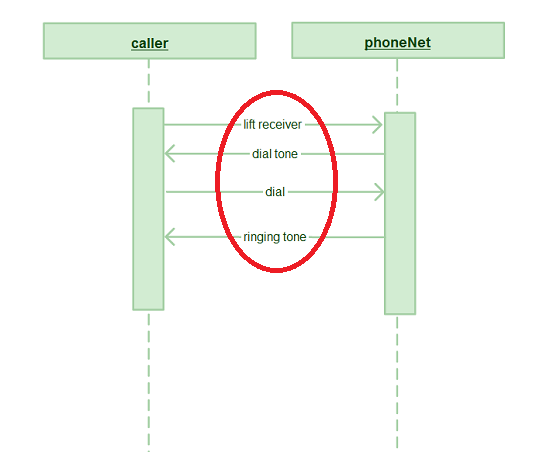 caller
phoneNet
lift receiver
dial tone
dial
ringing tone